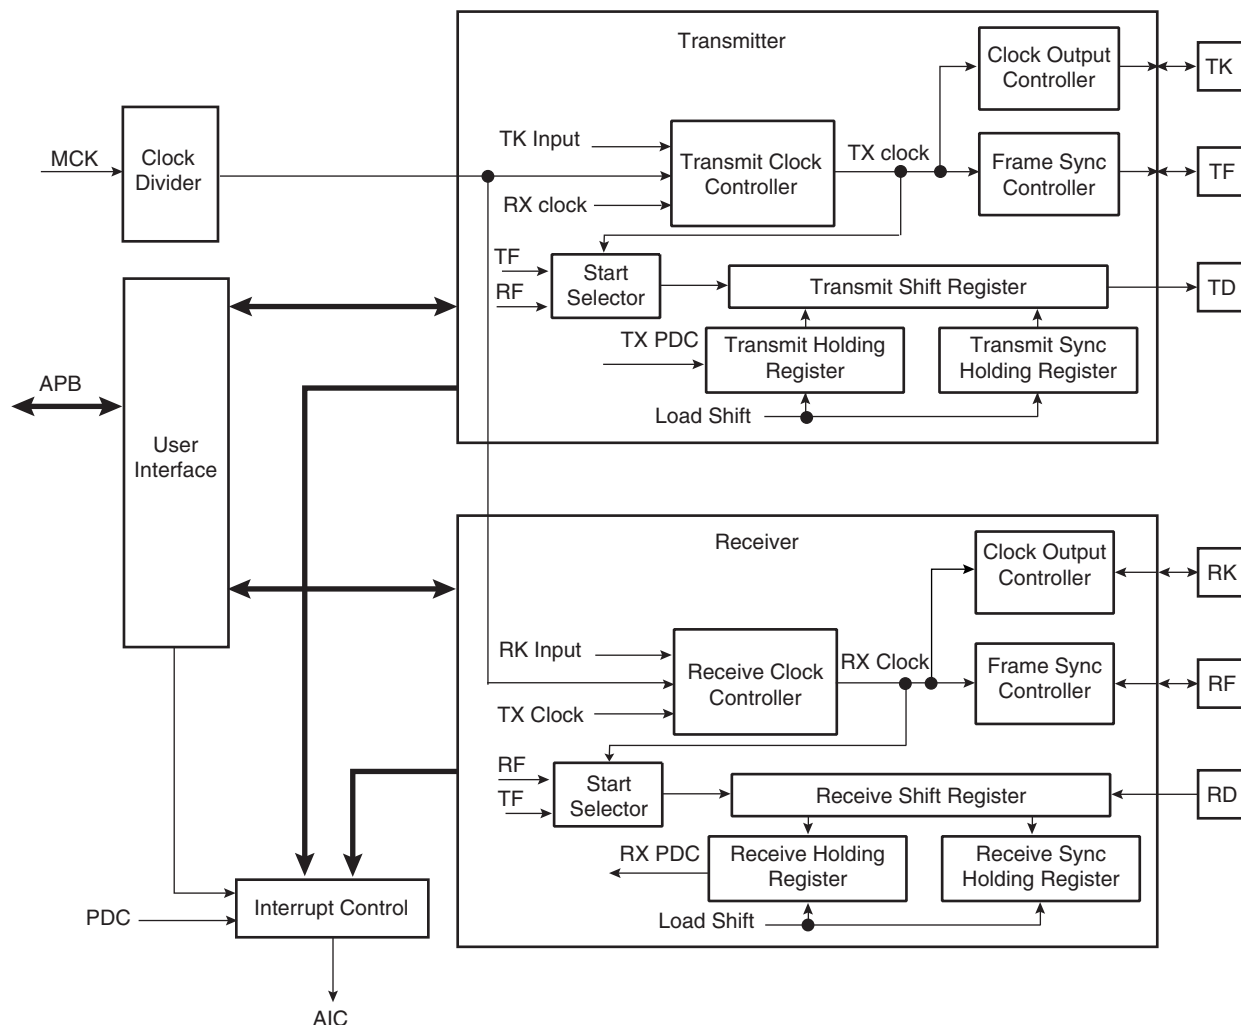 Transmitter
Clock Output
Controller
TK
MCK
Clock
Divider
TK Input
Transmit Clock
Controller
TX clock
Frame Sync
Controller
TF
RX clock
TF
RF
Start
Selector
Transmit Shift Register
TD
TX PDC
Transmit Holding
Register
Transmit Sync
Holding Register
Load Shift
APB
User
Interface
Receiver
Clock Output
Controller
RK
RK Input
Receive Clock
Controller
RX Clock
Frame Sync
Controller
RF
TX Clock
RF
TF
Start
Selector
Receive Shift Register
RD
RX PDC
Receive Holding
Register
Receive Sync
Holding Register
Load Shift
PDC
Interrupt Control
AIC